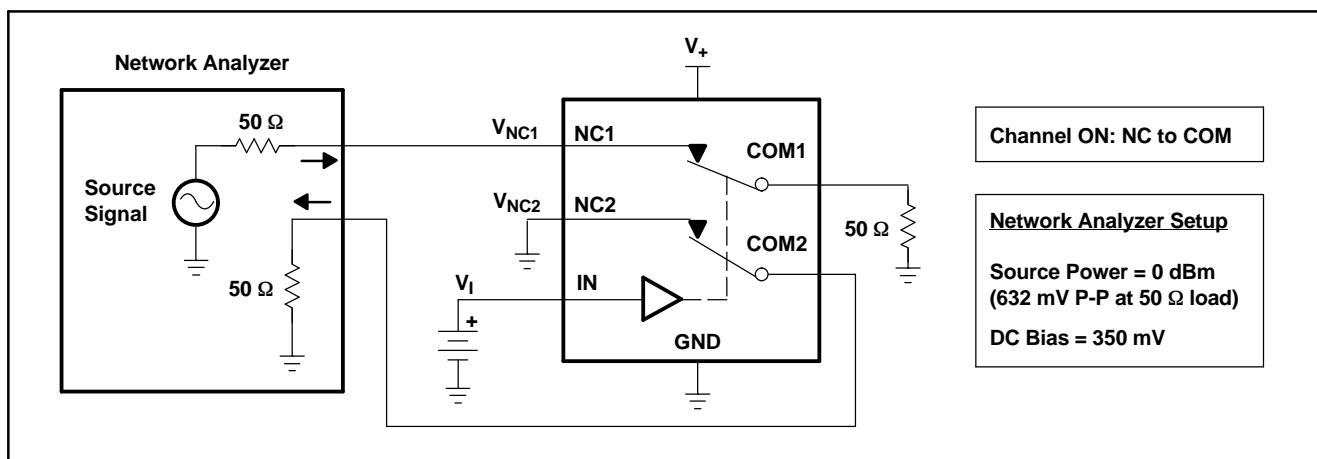 Network Analyzer
50 Ω
Source
Signal
50 Ω
V+
VNC1
NC1
COM1
VNC2
NC2
COM2
50 Ω
VI
IN
+
GND
Channel ON: NC to COM
Network Analyzer Setup
Source Power = 0 dBm
(632 mV P-P at 50 Ω load)
DC Bias = 350 mV